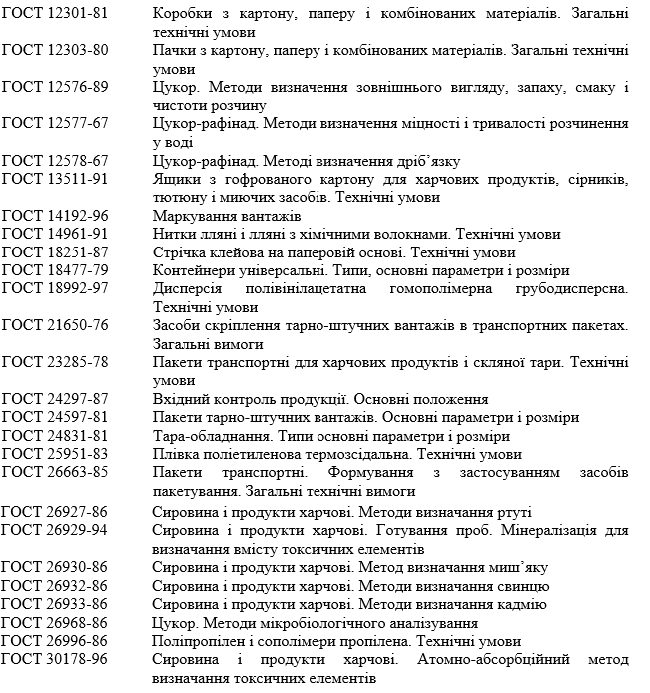 ГОСТ 12301-81 Коробки з картону, паперу і комбінованих матеріалів. Загальні
технічні умови
ГОСТ 12303-80 Пачки з картону, паперу і комбінованих матеріалів. Загальні технічні
умови
ГОСТ 12576-89 Цукор. Методи визначення зовнішнього вигляду, запаху, смаку і
чистоти розчину
ГОСТ 12577-67 Цукор-рафінад. Методи визначення міцності і тривалості розчинення
у воді
ГОСТ 12578-67 Цукор-рафінад. Методі визначення дріб’язку
ГОСТ 13511-91 Ящики з гофрованого картону для харчових продуктів, сірників,
тютюну і миючих засобів. Технічні умови
ГОСТ 14192-96 Маркування вантажів
ГОСТ 14961-91 Нитки лляні і лляні з хімічними волокнами. Технічні умови
ГОСТ 18251-87 Стрічка клейова на паперовій основі. Технічні умови
ГОСТ 18477-79 Контейнери універсальні. Типи, основні параметри і розміри
ГОСТ 18992-97 Дисперсія полівінілацетатна гомополімерна грубодисперсна.
Технічні умови
ГОСТ 21650-76 Засоби скріплення тарно-штучних вантажів в транспортних пакетах.
Загальні вимоги
ГОСТ 23285-78 Пакети транспортні для харчових продуктів і скляної тари. Технічні
умови
ГОСТ 24297-87 Вхідний контроль продукції. Основні положення
ГОСТ 24597-81 Пакети тарно-штучних вантажів. Основні параметри і розміри
ГОСТ 24831-81 Тара-обладнання. Типи основні параметри і розміри
ГОСТ 25951-83 Плівка поліетиленова термозсідальна. Технічні умови
ГОСТ 26663-85 Пакети транспортні. Формування з застосуванням засобів
пакетування. Загальні технічні вимоги
ГОСТ 26927-86 Сировина і продукти харчові. Методи визначання ртуті
ГОСТ 26929-94 Сировина і продукти харчові. Готування проб. Мінералізація для
визначання вмісту токсичних елементів
ГОСТ 26930-86 Сировина і продукти харчові. Метод визначання миш’яку
ГОСТ 26932-86 Сировина і продукти харчові. Методи визначання свинцю
ГОСТ 26933-86 Сировина і продукти харчові. Методи визначання кадмію
ГОСТ 26968-86 Цукор. Методи мікробіологічного аналізування
ГОСТ 26996-86 Поліпропілен і сополімери пропілена. Технічні умови
ГОСТ 30178-96 Сировина і продукти харчові. Атомно-абсорбційний метод
визначання токсичних елементів